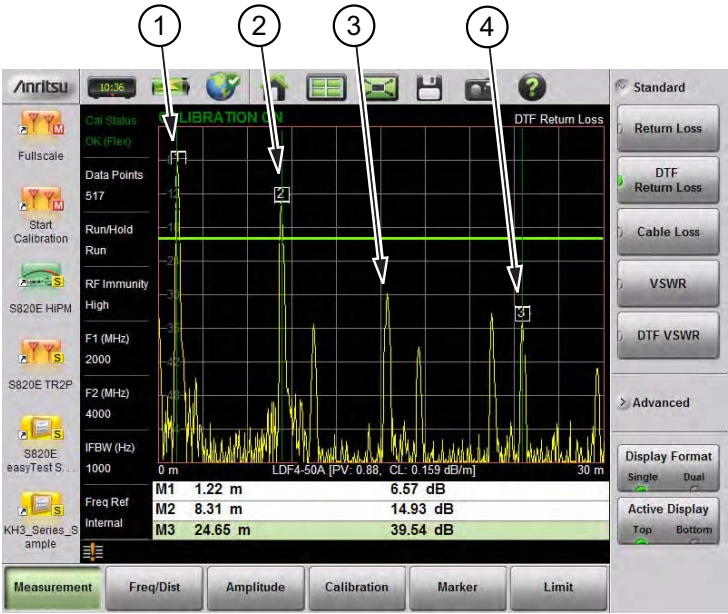 1 2 3 4
Anritsu 10:36 ?
Standard
Fullscale
Start
Calibration
S820E HiPM
S820E TR2P
S820E
easyTest S...
KH3_Series_S
ample
Cal Status
OK (Flex)
Data Points
517
Run/Hold
Run
RF Immunity
High
F1 (MHz)
2000
F2 (MHz)
4000
IFBW (Hz)
1000
Freq Ref
Internal
CALIBRATION ON
DTF Return Loss
2
3
0 m LDF4-50A [PV: 0.88, CL: 0.159 dB/m] 30 m
M1 1.22 m 6.57 dB
M2 8.31 m 14.93 dB
M3 24.65 m 39.54 dB
Return Loss
DTF
Return Loss
Cable Loss
VSWR
DTF VSWR
Advanced
Display Format
Single Dual
Active Display
Top Bottom
Measurement Freq/Dist Amplitude Calibration Marker Limit